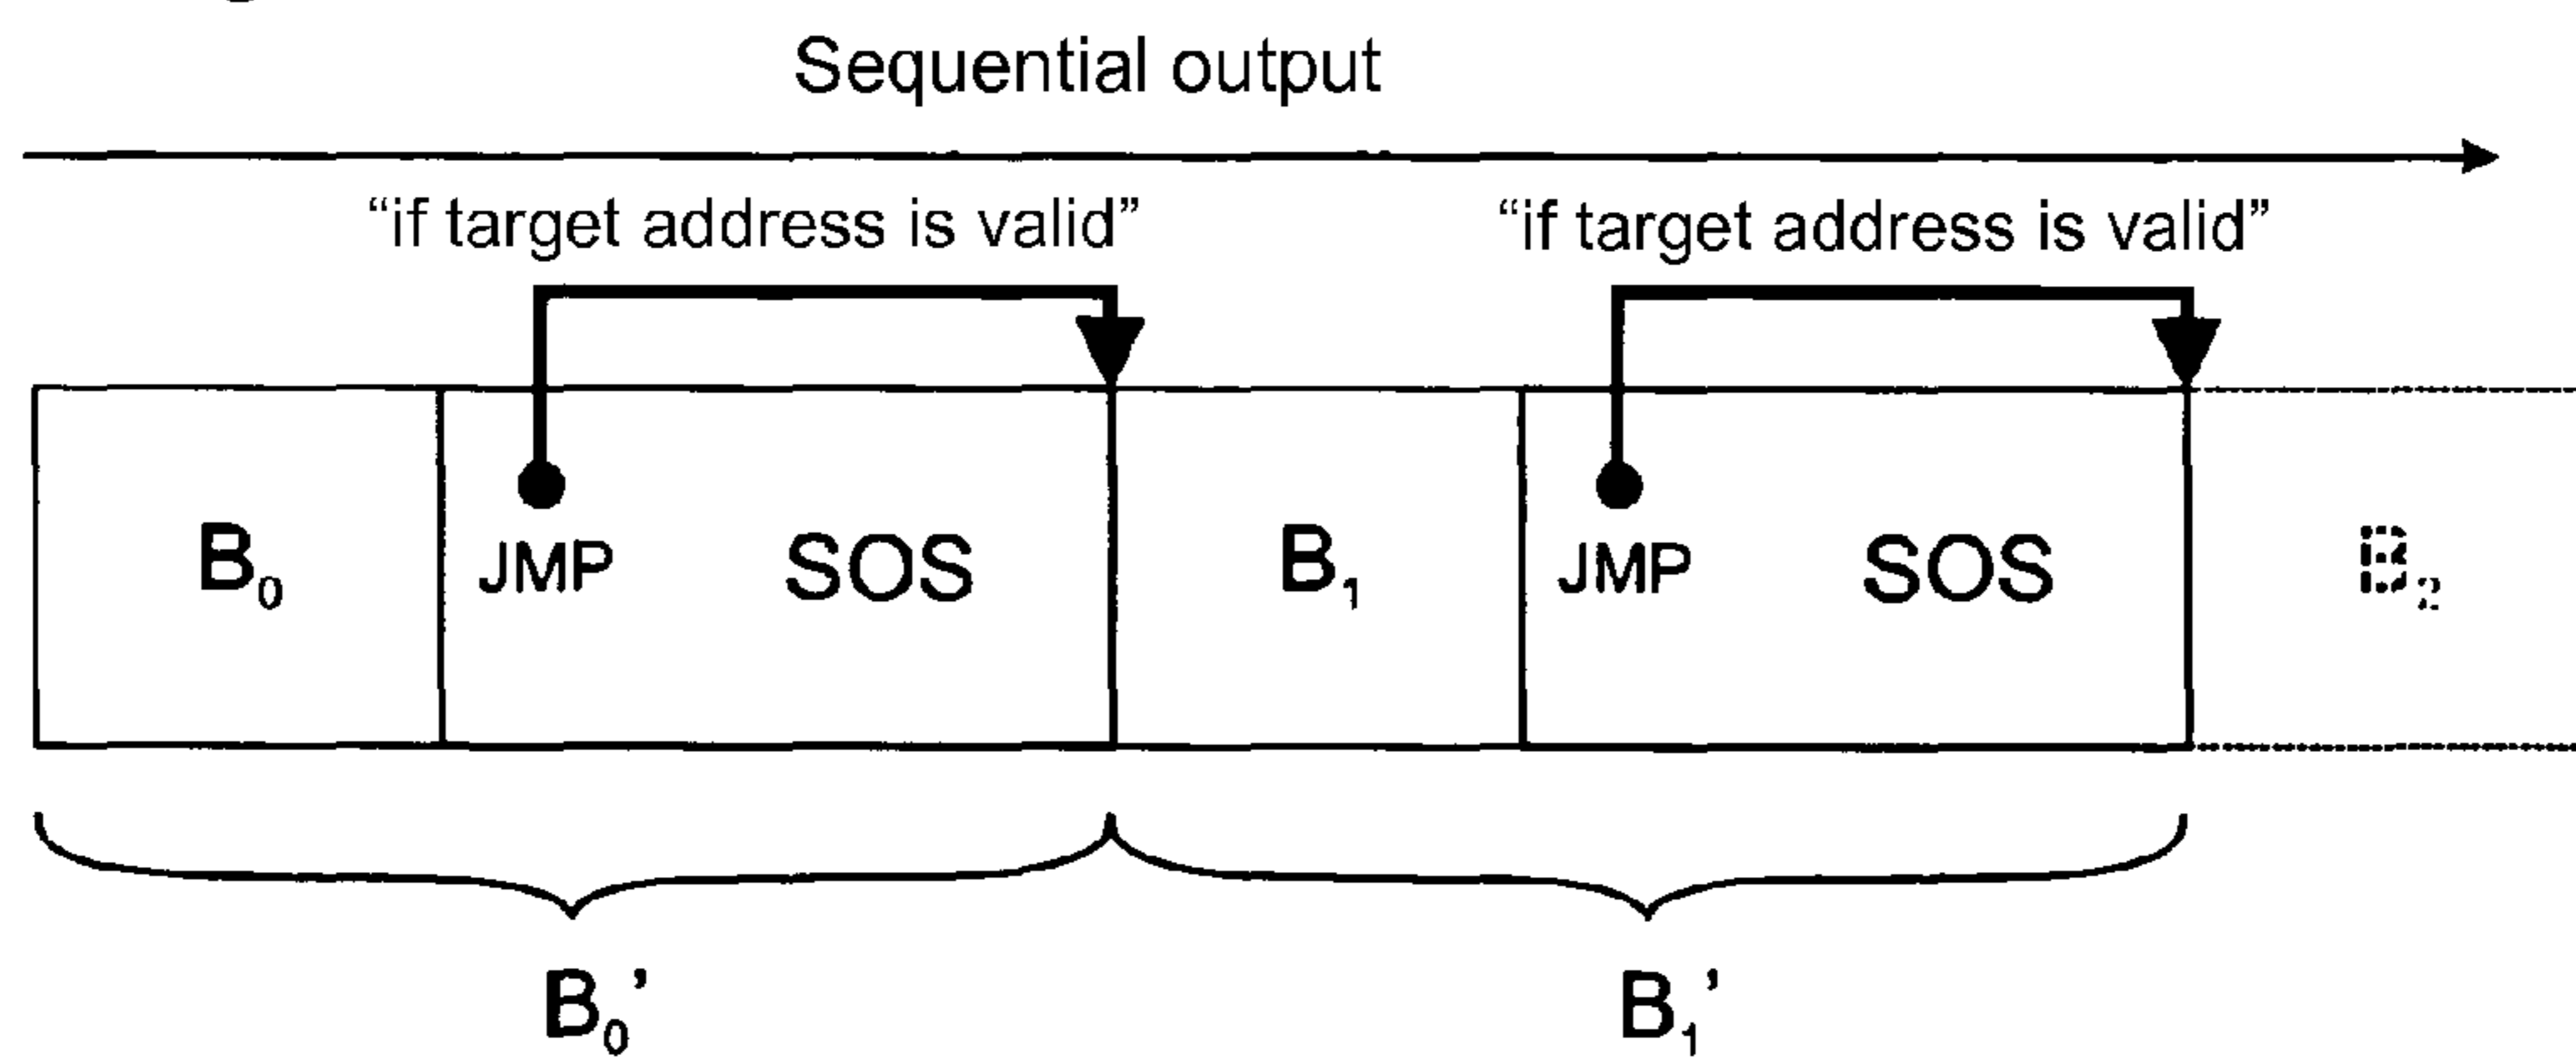 Sequential output
“if target address is valid” “if target address is valid”
B₀ JMP SOS B₁ JMP SOS B₂
B₀’ B₁’